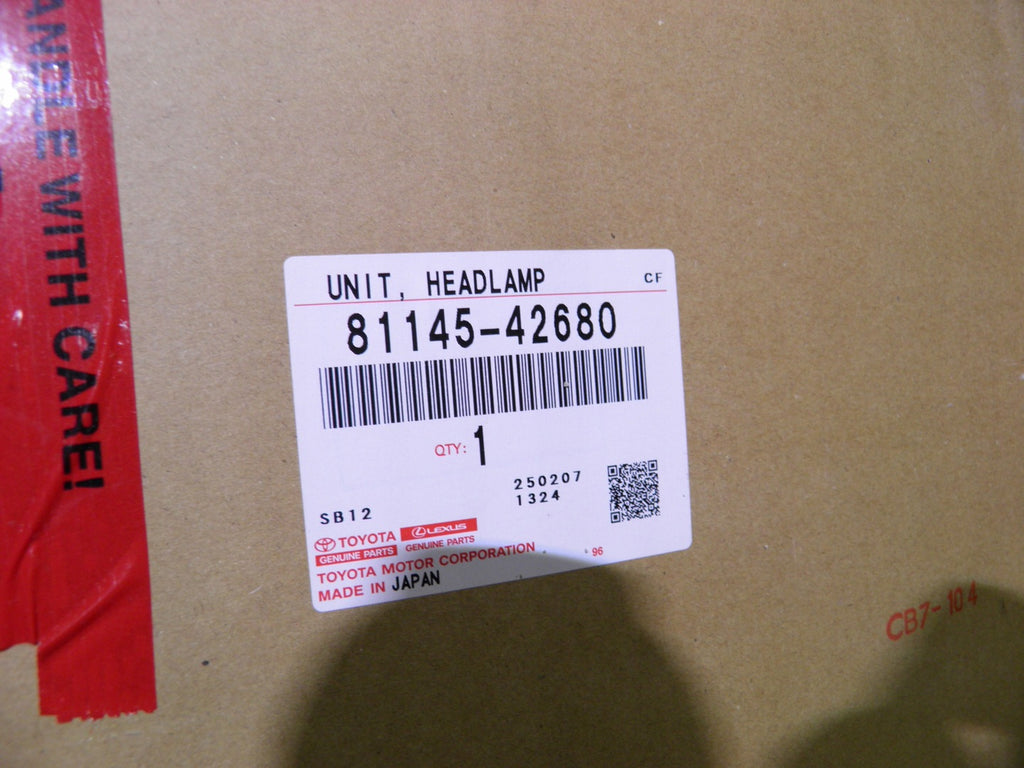 ANDLE WITH CARE!
UNIT, HEADLAMP CF
81145-42680
QTY: 1
250207
1324
SB12
TOYOTA LEXUS
GENUINE PARTS GENUINE PARTS
TOYOTA MOTOR CORPORATION 96
MADE IN JAPAN
CB7-104